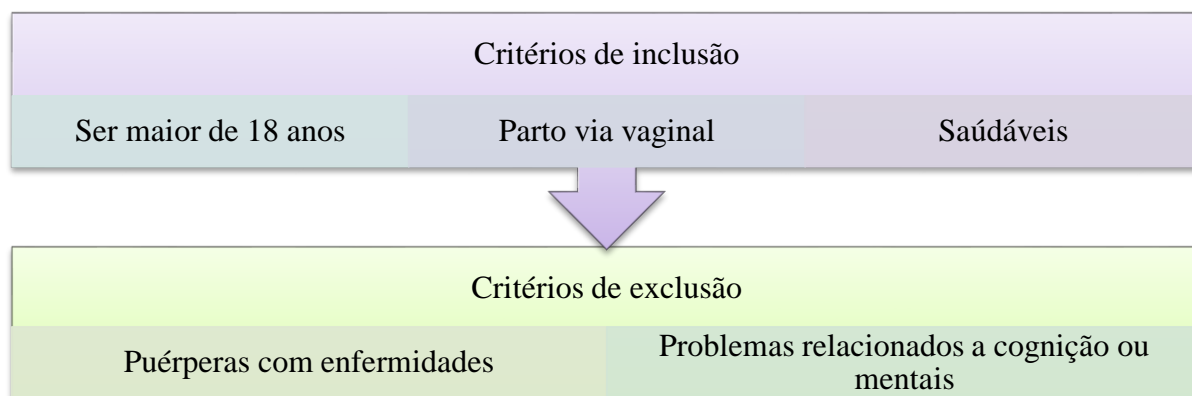 Critérios de inclusão
Ser maior de 18 anos
Parto via vaginal
Saúdáveis
Critérios de exclusão
Puérperas com enfermidades
Problemas relacionados a cognição ou
mentais